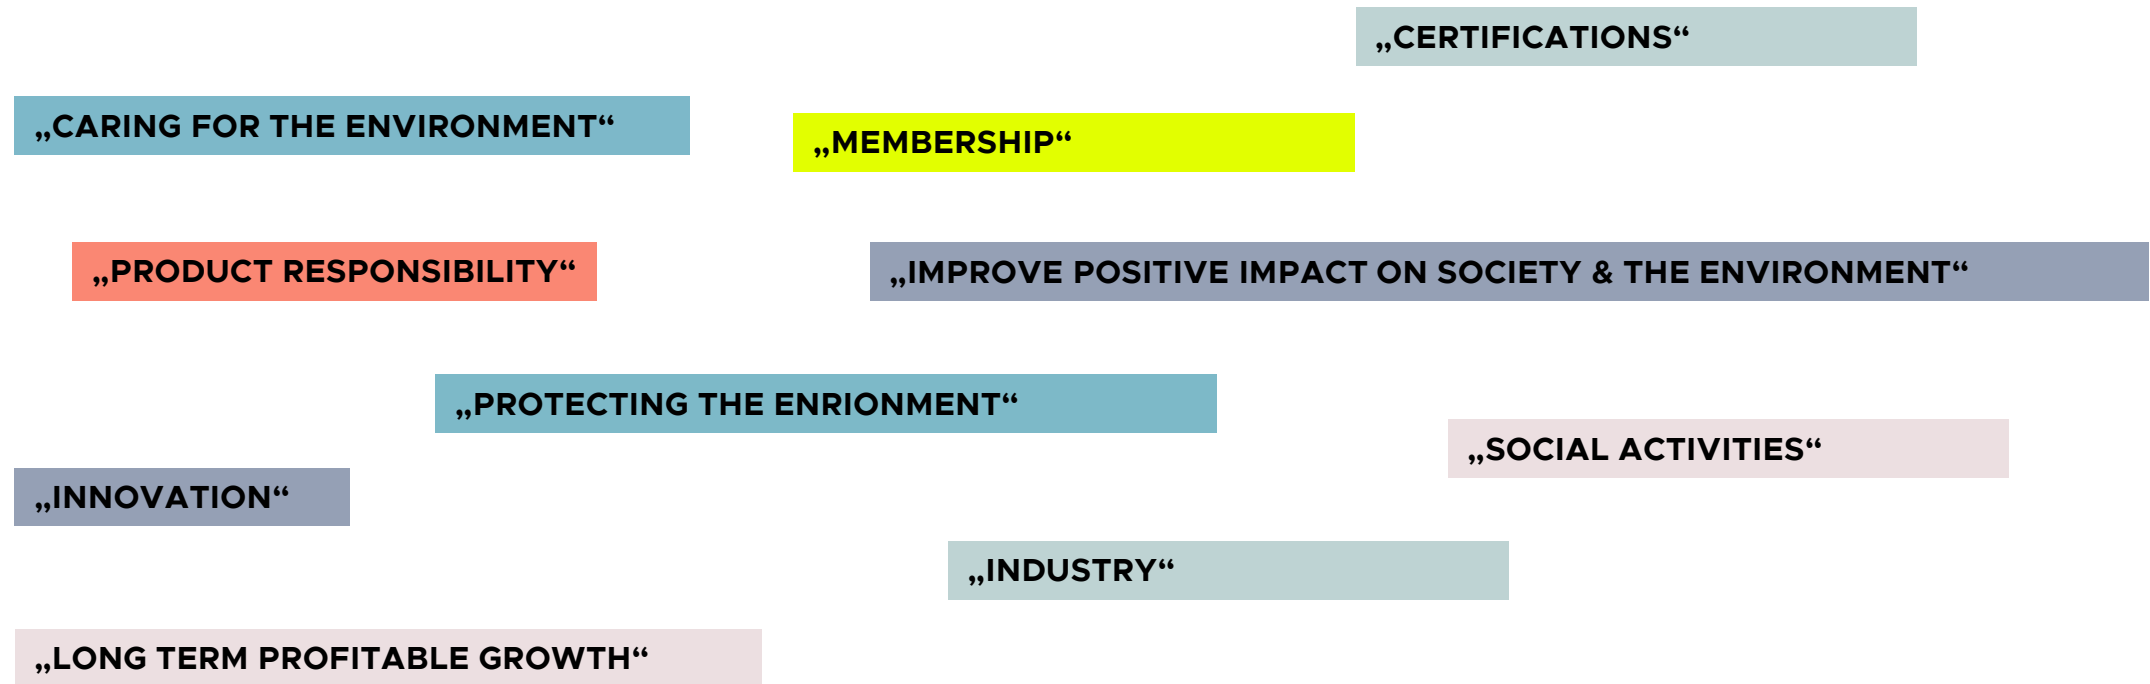 „CERTIFICATIONS“
„CARING FOR THE ENVIRONMENT“
„MEMBERSHIP“
„PRODUCT RESPONSIBILITY“
„IMPROVE POSITIVE IMPACT ON SOCIETY & THE ENVIRONMENT“
„PROTECTING THE ENRIONMENT“
„SOCIAL ACTIVITIES“
„INNOVATION“
„INDUSTRY“
„LONG TERM PROFITABLE GROWTH“